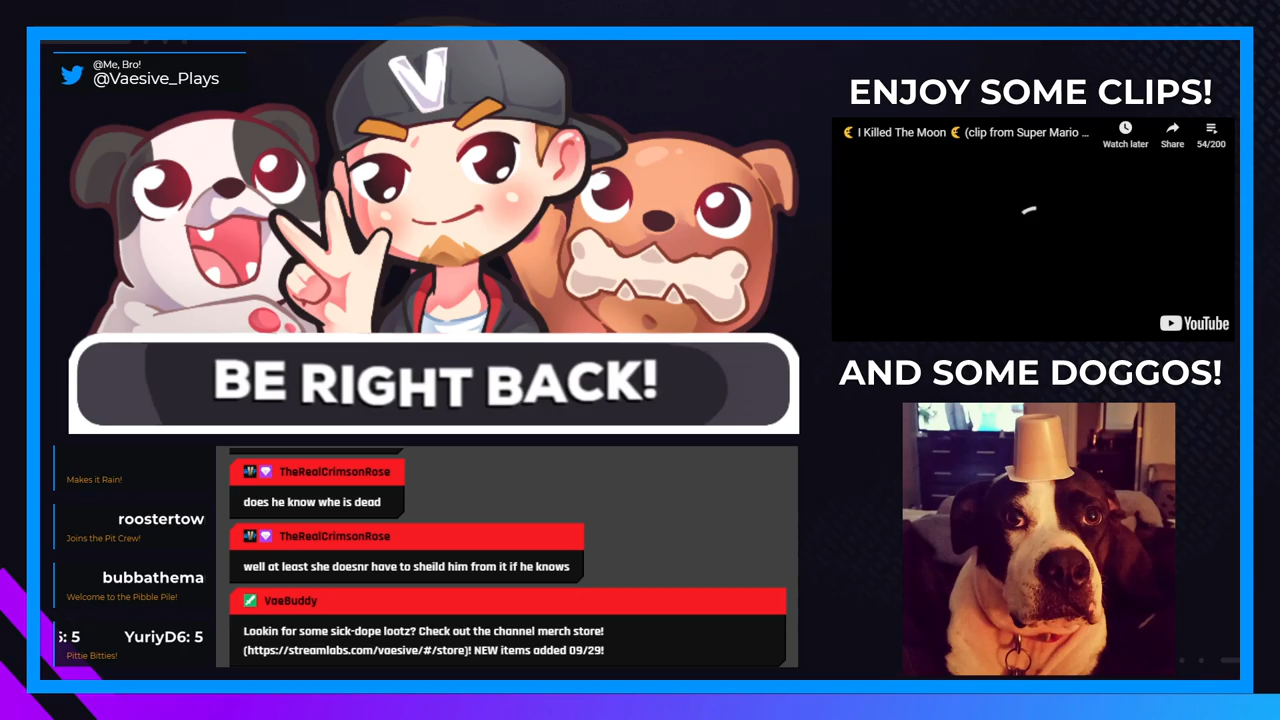 @Me, Bro!
@Vaesive_Plays
V
BE RIGHT BACK!
ENJOY SOME CLIPS!
I Killed The Moon (clip from Super Mario ...
Watch later
Share
54/200
YouTube
AND SOME DOGGOS!
Makes it Rain!
roostertow
Joins the Pit Crew!
bubbathema
Welcome to the Pibble Pile!
: 5 YuriyD6: 5
Pittie Bitties!
TheRealCrimsonRose
does he know whe is dead
TheRealCrimsonRose
well at least she doesnr have to sheild him from it if he knows
VaeBuddy
Lookin for some sick-dope lootz? Check out the channel merch store!
(https://streamlabs.com/vaesive/#/store)! NEW items added 09/29!